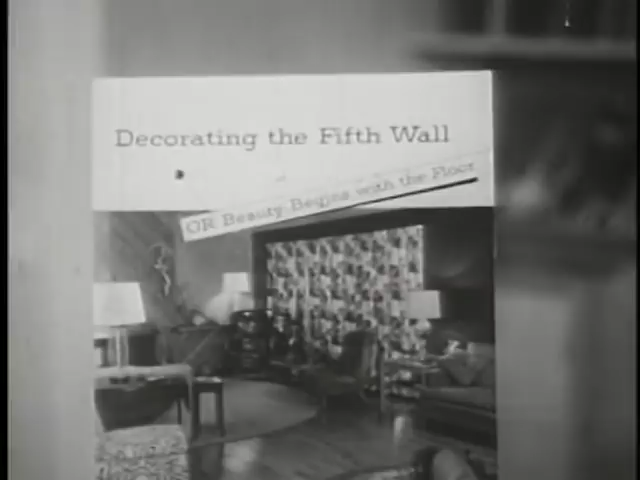 Decorating the Fifth Wall
OR Beauty Begins with the Floor